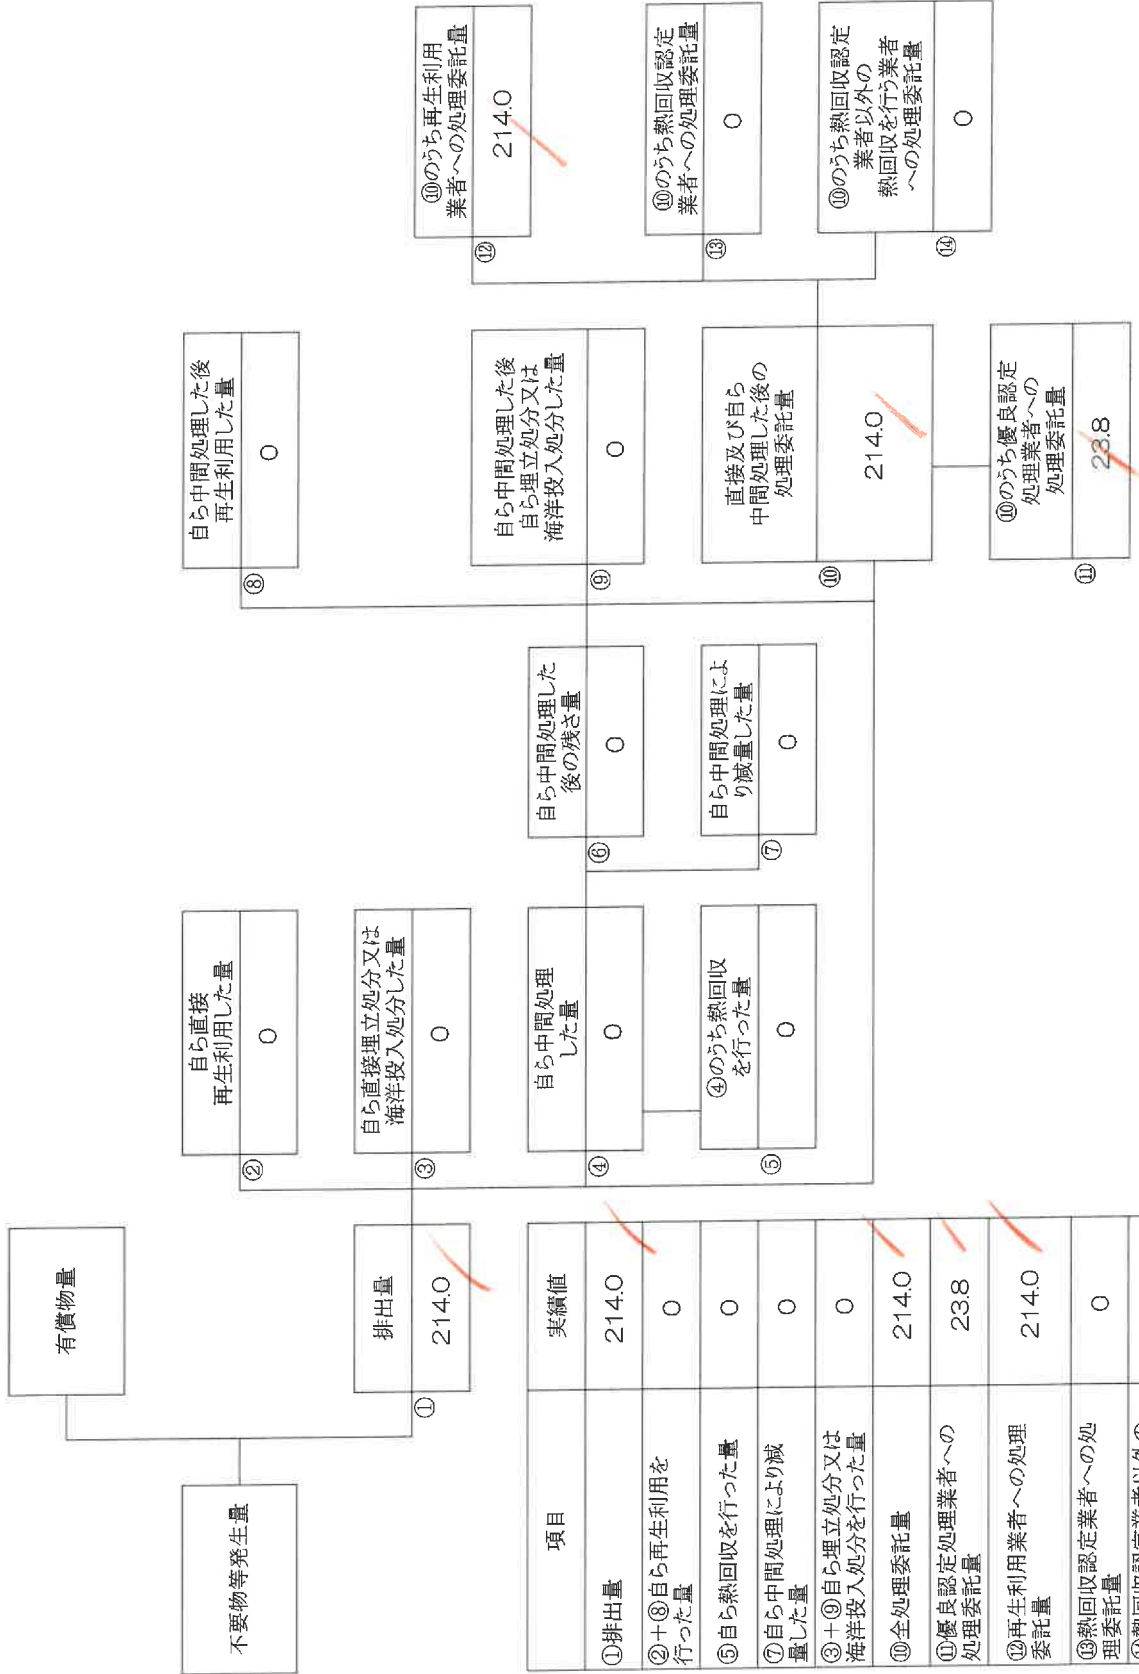 不要物等発生量
有償物量
排出量
①
214.0
自ら直接
再生利用した量
②
0
自ら直接埋立処分又は
海洋投入処分した量
③
0
自ら中間処理
した量
④
0
④のうち熱回収
を行った量
⑤
0
自ら中間処理した
後の残さ量
⑥
0
自ら中間処理によ
り減量した量
⑦
0
自ら中間処理した後
再生利用した量
⑧
0
自ら中間処理した後
自ら埋立処分又は
海洋投入処分した量
⑨
0
直接及び自ら
中間処理した後の
処理委託量
⑩
214.0
⑩のうち優良認定
処理業者への
処理委託量
⑪
23.8
⑩のうち再生利用
業者への処理委託量
⑫
214.0
⑩のうち熱回収認定
業者への処理委託量
⑬
0
⑩のうち熱回収認定
業者以外の
熱回収を行う業者
への処理委託量
⑭
0
項目 実績値
①排出量 214.0
②+⑧自ら再生利用を
行った量 0
⑤自ら熱回収を行った量 0
⑦自ら中間処理により減
量した量 0
③+⑨自ら埋立処分又は
海洋投入処分を行った量 0
⑩全処理委託量 214.0
⑪優良認定処理業者への
処理委託量 23.8
⑫再生利用業者への処理
委託量 214.0
⑬熱回収認定業者への処
理委託量 0